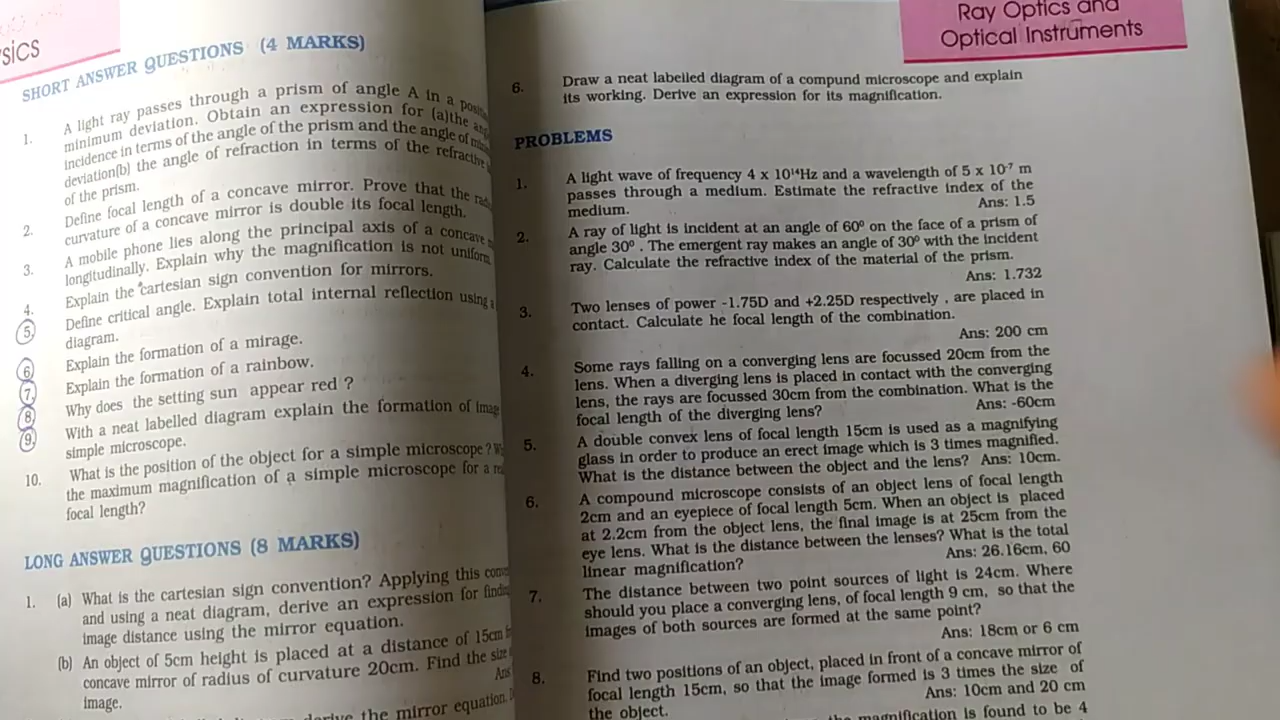 sics
SHORT ANSWER QUESTIONS (4 MARKS)
1. A light ray passes through a prism of angle A in a
minimum deviation. Obtain an expression for (a)the
incidence in terms of the angle of the prism and the angle of
deviation(b) the angle of refraction in terms of the refractive
of the prism.
2. Define focal length of a concave mirror. Prove that the
curvature of a concave mirror is double its focal length.
3. A mobile phone lies along the principal axis of a concave
longitudinally. Explain why the magnification is not uniform
4. Explain the cartesian sign convention for mirrors.
5. Define critical angle. Explain total internal reflection using
diagram.
6. Explain the formation of a mirage.
7. Explain the formation of a rainbow.
8. Why does the setting sun appear red ?
9. With a neat labelled diagram explain the formation of
simple microscope.
10. What is the position of the object for a simple microscope ?
the maximum magnification of a simple microscope for a
focal length?
LONG ANSWER QUESTIONS (8 MARKS)
1. (a) What is the cartesian sign convention? Applying this
and using a neat diagram, derive an expression for
image distance using the mirror equation.
(b) An object of 5cm height is placed at a distance of 15cm
concave mirror of radius of curvature 20cm. Find the size
image.
the mirror equation.
Ray Optics and
Optical Instruments
6. Draw a neat labelled diagram of a compund microscope and explain
its working. Derive an expression for its magnification.
PROBLEMS
1. A light wave of frequency 4 x 10¹⁴Hz and a wavelength of 5 x 10⁻⁷ m
passes through a medium. Estimate the refractive index of the
medium. Ans: 1.5
2. A ray of light is incident at an angle of 60⁰ on the face of a prism of
angle 30⁰ . The emergent ray makes an angle of 30⁰ with the incident
ray. Calculate the refractive index of the material of the prism.
Ans: 1.732
3. Two lenses of power -1.75D and +2.25D respectively , are placed in
contact. Calculate he focal length of the combination.
Ans: 200 cm
4. Some rays falling on a converging lens are focussed 20cm from the
lens. When a diverging lens is placed in contact with the converging
lens, the rays are focussed 30cm from the combination. What is the
focal length of the diverging lens? Ans: -60cm
5. A double convex lens of focal length 15cm is used as a magnifying
glass in order to produce an erect image which is 3 times magnified.
What is the distance between the object and the lens? Ans: 10cm.
6. A compound microscope consists of an object lens of focal length
2cm and an eyepiece of focal length 5cm. When an object is placed
at 2.2cm from the object lens, the final image is at 25cm from the
eye lens. What is the distance between the lenses? What is the total
linear magnification? Ans: 26.16cm, 60
7. The distance between two point sources of light is 24cm. Where
should you place a converging lens, of focal length 9 cm, so that the
images of both sources are formed at the same point?
Ans: 18cm or 6 cm
8. Find two positions of an object, placed in front of a concave mirror of
focal length 15cm, so that the image formed is 3 times the size of
the object. Ans: 10cm and 20 cm
magnification is found to be 4